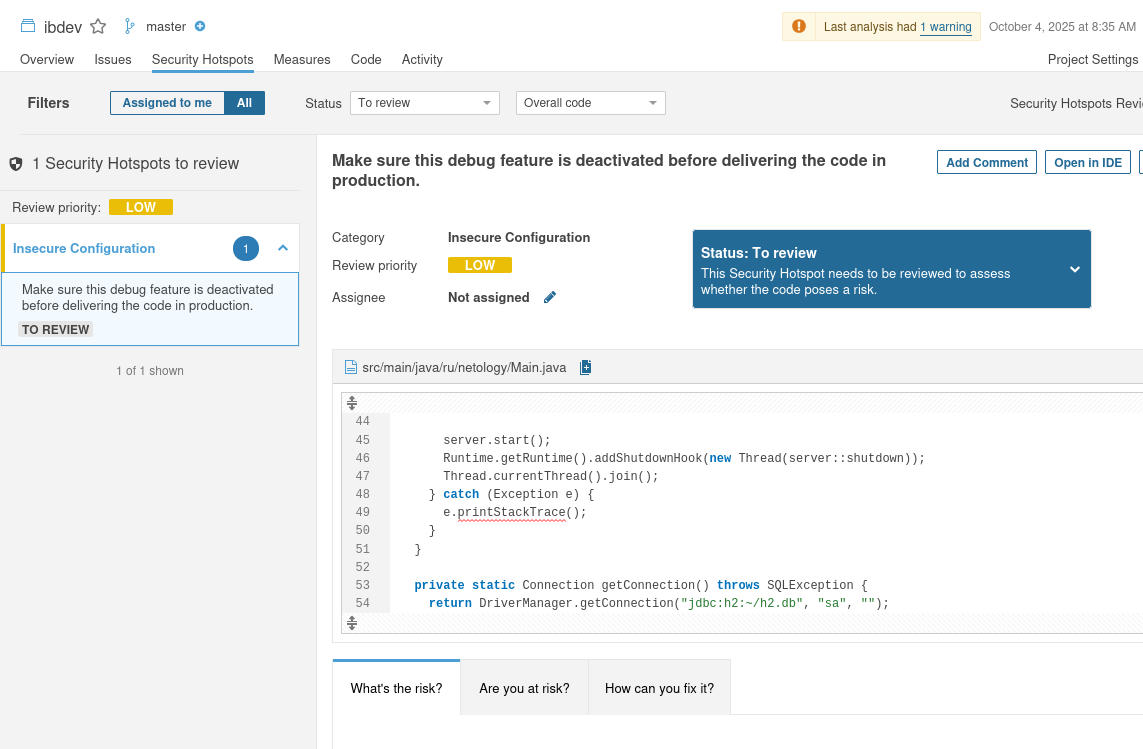 ibdev master
Last analysis had 1 warning October 4, 2025 at 8:35 AM
Overview Issues Security Hotspots Measures Code Activity Project Settings
Filters Assigned to me All Status To review Overall code Security Hotspots Revi
1 Security Hotspots to review
Review priority: LOW
Insecure Configuration 1
Make sure this debug feature is deactivated
before delivering the code in production.
TO REVIEW
1 of 1 shown
Make sure this debug feature is deactivated before delivering the code in
production.
Add Comment Open in IDE
Category Insecure Configuration
Review priority LOW
Assignee Not assigned
Status: To review
This Security Hotspot needs to be reviewed to assess
whether the code poses a risk.
src/main/java/ru/netology/Main.java
44
45 server.start();
46 Runtime.getRuntime().addShutdownHook(new Thread(server::shutdown));
47 Thread.currentThread().join();
48 } catch (Exception e) {
49 e.printStackTrace();
50 }
51 }
52
53 private static Connection getConnection() throws SQLException {
54 return DriverManager.getConnection("jdbc:h2:~/h2.db", "sa", "");
What's the risk? Are you at risk? How can you fix it?